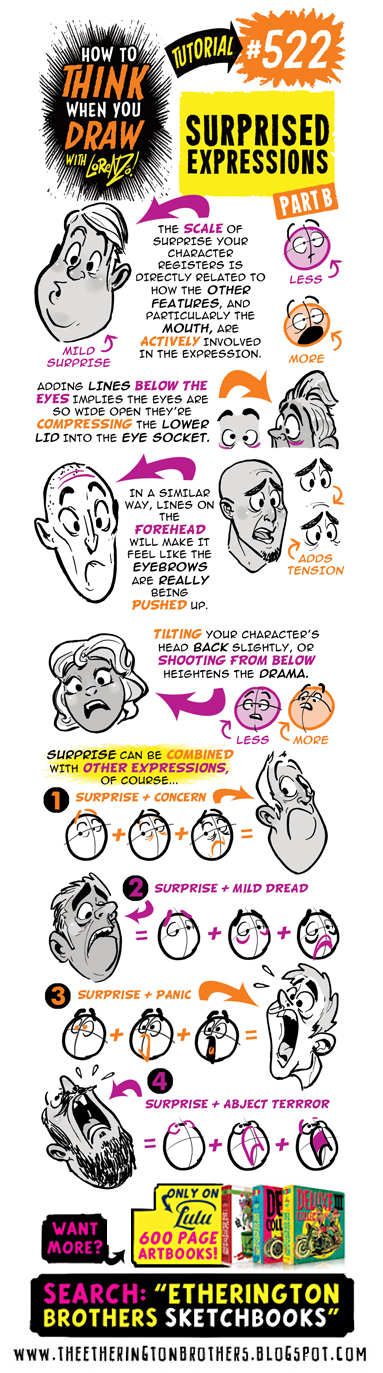 HOW TO
THINK
WHEN YOU
DRAW
WITH LORENZO!
TUTORIAL
#522
SURPRISED
EXPRESSIONS
PART B
THE SCALE OF
SURPRISE YOUR
CHARACTER
REGISTERS IS
DIRECTLY RELATED TO
HOW THE OTHER
FEATURES, AND
PARTICULARLY THE
MOUTH, ARE
ACTIVELY INVOLVED
IN THE EXPRESSION.
LESS
MORE
MILD
SURPRISE
ADDING LINES BELOW THE
EYES IMPLIES THE EYES ARE
SO WIDE OPEN THEY'RE
COMPRESSING THE LOWER
LID INTO THE EYE SOCKET.
IN A SIMILAR
WAY, LINES ON
THE
FOREHEAD
WILL MAKE IT
FEEL LIKE THE
EYEBROWS
ARE REALLY
BEING
PUSHED UP.
ADDS
TENSION
TILTING YOUR CHARACTER'S
HEAD BACK SLIGHTLY, OR
SHOOTING FROM BELOW
HEIGHTENS THE DRAMA.
LESS
MORE
SURPRISE CAN BE COMBINED
WITH OTHER EXPRESSIONS,
OF COURSE...
1 SURPRISE + CONCERN
+ +
2 SURPRISE + MILD DREAD
= + +
3 SURPRISE + PANIC
+ + =
4
SURPRISE + ABJECT TERRROR
= + +
WANT
MORE?
ONLY ON
Lulu
600 PAGE
ARTBOOKS!
DELUXE III
SEARCH: "ETHERINGTON
BROTHERS SKETCHBOOKS"
WWW.THEETHERINGTONBROTHERS.BLOGSPOT.COM